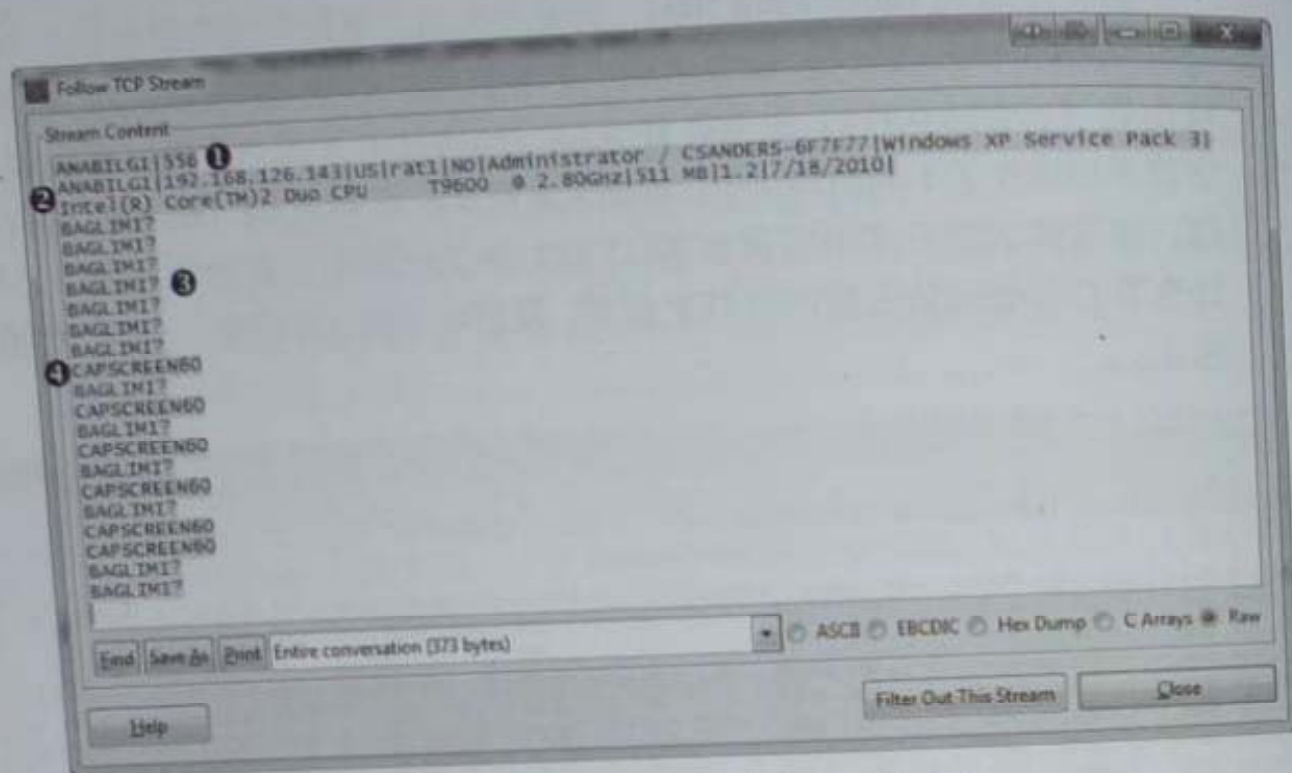 Follow TCP Stream
Stream Content
ANABILGI|556 ❶
ANABILGI|192.168.126.143|US|rat1|NO|Administrator / CSANDERS-6F7F77|Windows XP Service Pack 3|
❷ Intel(R) Core(TM)2 Duo CPU T9600 @ 2.80GHz|511 MB|1.2|7/18/2010|
BAGLIMI?
BAGLIMI?
BAGLIMI?
BAGLIMI? ❸
BAGLIMI?
BAGLIMI?
BAGLIMI?
❹ CAPSCREEN60
BAGLIMI?
CAPSCREEN60
BAGLIMI?
CAPSCREEN60
BAGLIMI?
CAPSCREEN60
BAGLIMI?
CAPSCREEN60
CAPSCREEN60
BAGLIMI?
BAGLIMI?
Find Save As Print Entire conversation (373 bytes) ASCII EBCDIC Hex Dump C Arrays Raw
Filter Out This Stream Close
Help